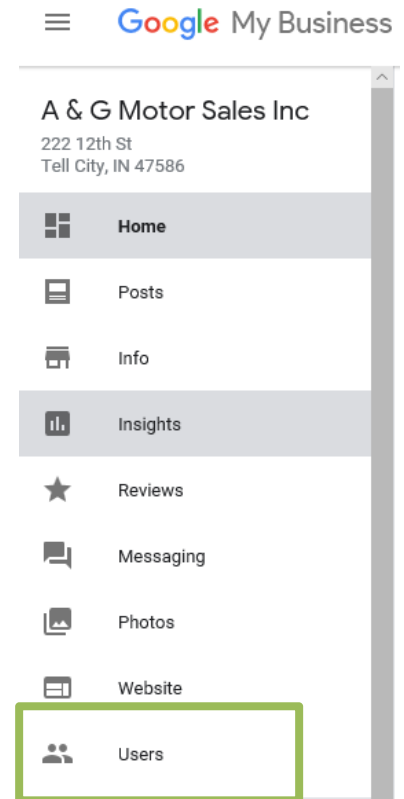 Google My Business
A & G Motor Sales Inc
222 12th St
Tell City, IN 47586
Home
Posts
Info
Insights
Reviews
Messaging
Photos
Website
Users